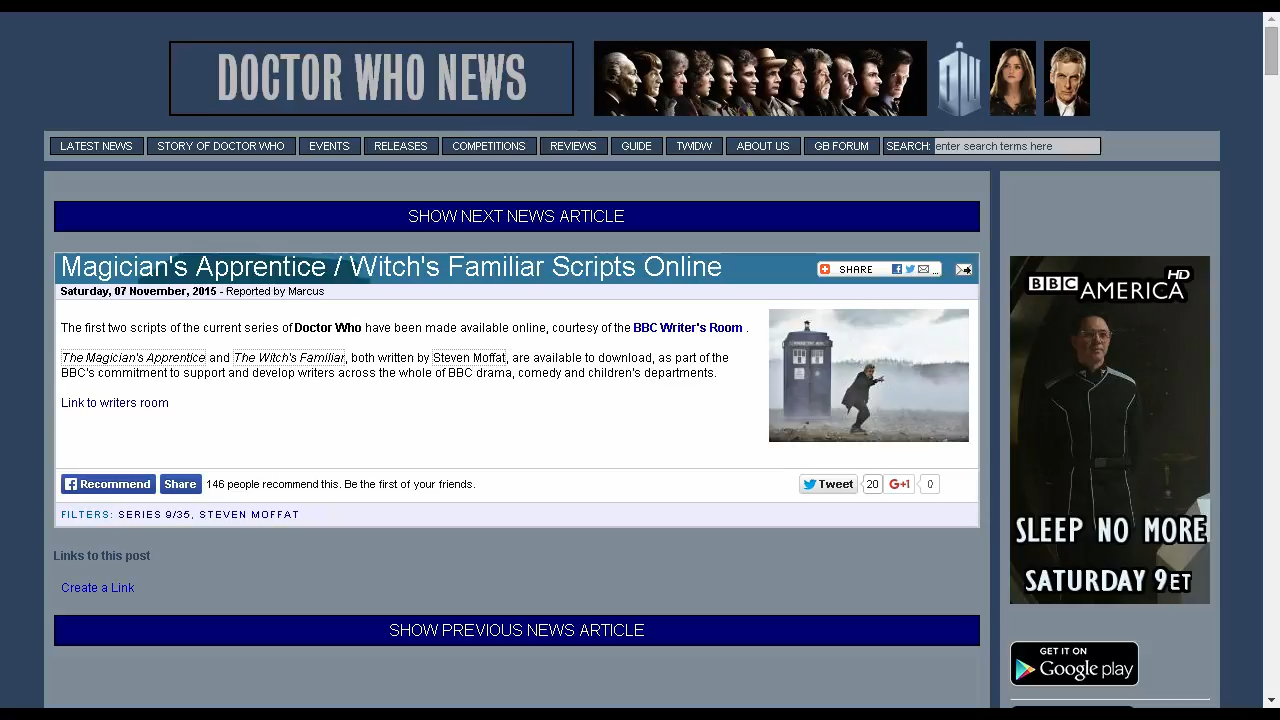 DOCTOR WHO NEWS
LATEST NEWS STORY OF DOCTOR WHO EVENTS RELEASES COMPETITIONS REVIEWS GUIDE TWIDW ABOUT US GB FORUM SEARCH: enter search terms here
SHOW NEXT NEWS ARTICLE
Magician's Apprentice / Witch's Familiar Scripts Online
SHARE ...
Saturday, 07 November, 2015 - Reported by Marcus
The first two scripts of the current series of Doctor Who have been made available online, courtesy of the BBC Writer's Room .
The Magician's Apprentice and The Witch's Familiar, both written by Steven Moffat, are available to download, as part of the
BBC's commitment to support and develop writers across the whole of BBC drama, comedy and children's departments.
Link to writers room
Recommend Share 146 people recommend this. Be the first of your friends.
Tweet 20 G+1 0
FILTERS: SERIES 9/35, STEVEN MOFFAT
Links to this post
Create a Link
SHOW PREVIOUS NEWS ARTICLE
BBC AMERICA HD
SLEEP NO MORE
SATURDAY 9ET
GET IT ON
Google play